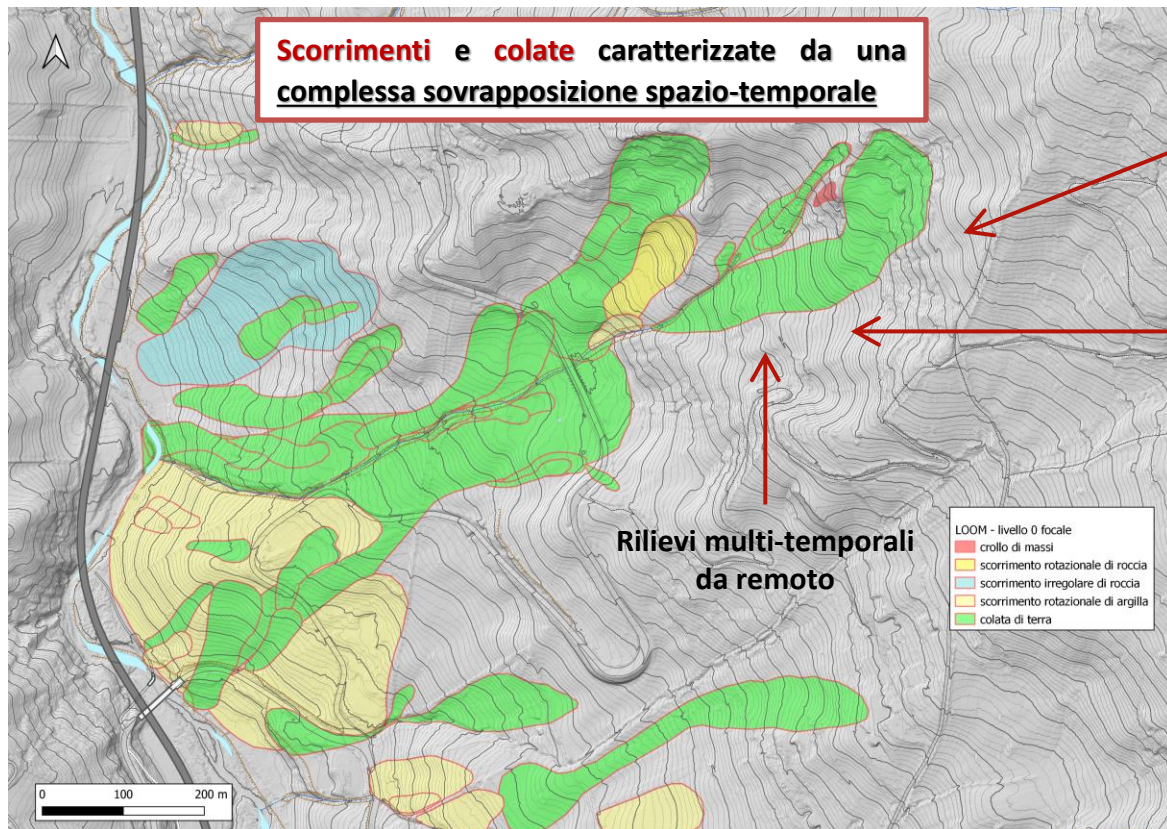 Scorrimenti e colate caratterizzate da una
complessa sovrapposizione spazio-temporale
Rilievi multi-temporali
da remoto
LOOM - livello 0 focale
crollo di massi
scorrimento rotazionale di roccia
scorrimento irregolare di roccia
scorrimento rotazionale di argilla
colata di terra
0 100 200 m